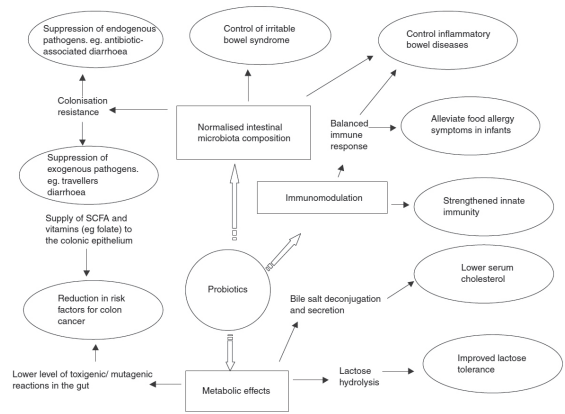 Suppression of endogenous
pathogens. eg. antibiotic-
associated diarrhoea
Control of irritable
bowel syndrome
Control inflammatory
bowel diseases
Colonisation
resistance
Normalised intestinal
microbiota composition
Balanced
immune
response
Alleviate food allergy
symptoms in infants
Suppression of
exogenous pathogens.
eg. travellers
diarrhoea
Immunomodulation
Strengthened innate
immunity
Supply of SCFA and
vitamins (eg folate) to
the colonic epithelium
Probiotics
Lower serum
cholesterol
Bile salt deconjugation
and secretion
Reduction in risk
factors for colon
cancer
Improved lactose
tolerance
Lactose
hydrolysis
Lower level of toxigenic/ mutagenic
reactions in the gut
Metabolic effects